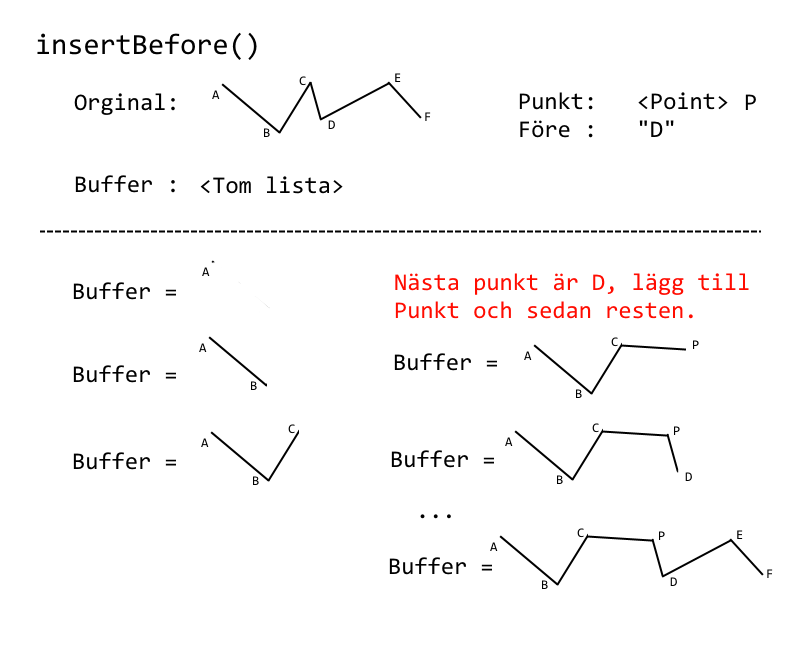 insertBefore()
Orginal:
A B C D E F
Punkt: <Point> P
Före : "D"
Buffer : <Tom lista>
Buffer =
A
Buffer =
A B
Buffer =
A B C
Nästa punkt är D, lägg till
Punkt och sedan resten.
Buffer =
A B C P
Buffer =
A B C P D
...
Buffer =
A B C P D E F